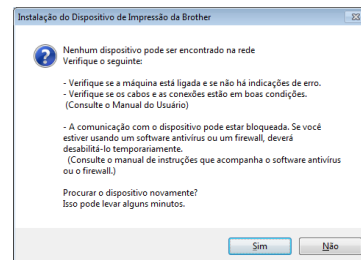 Instalação do Dispositivo de Impressão da Brother
Nenhum dispositivo pode ser encontrado na rede
Verifique o seguinte:
- Verifique se a máquina está ligada e se não há indicações de erro.
- Verifique se os cabos e as conexões estão em boas condições.
(Consulte o Manual do Usuário)
- A comunicação com o dispositivo pode estar bloqueada. Se você
estiver usando um software antivírus ou um firewall, deverá
desabilitá-lo temporariamente.
(Consulte o manual de instruções que acompanha o software antivírus
ou o firewall.)
Procurar o dispositivo novamente?
Isso pode levar alguns minutos.
Sim
Não